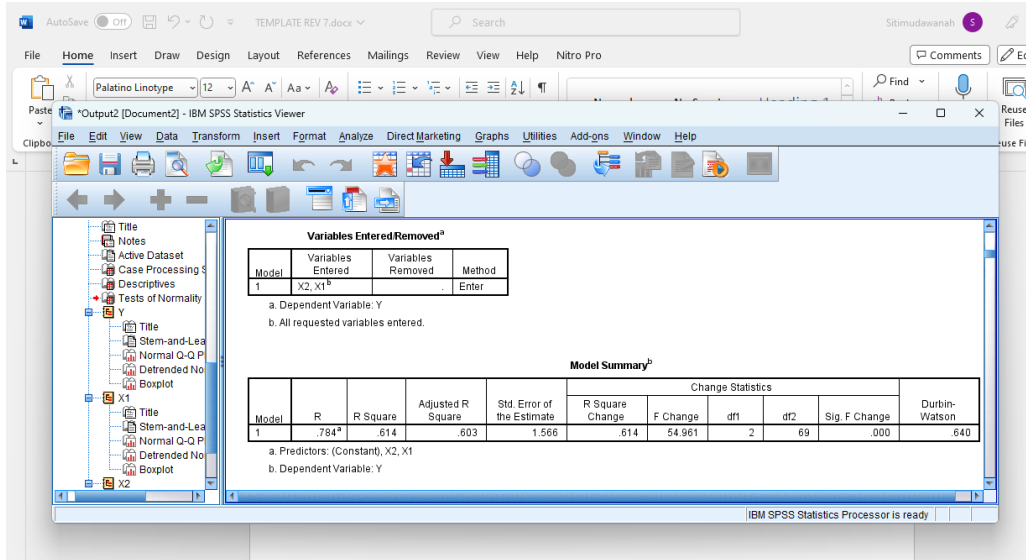 AutoSave Off TEMPLATE REV 7.docx Search Sitimudawanah S
File Home Insert Draw Design Layout References Mailings Review View Help Nitro Pro Comments
Paste Palatino Linotype 12 Find Reuse
Files
*Output2 [Document2] - IBM SPSS Statistics Viewer
File Edit View Data Transform Insert Format Analyze Direct Marketing Graphs Utilities Add-ons Window Help
Title
Notes
Active Dataset
Case Processing S
Descriptives
Tests of Normality
Y
Title
Stem-and-Lea
Normal Q-Q P
Detrended No
Boxplot
X1
Title
Stem-and-Lea
Normal Q-Q P
Detrended No
Boxplot
X2
Variables Entered/Removedᵃ
Model Variables Entered Variables Removed Method
1 X2, X1ᵇ . Enter
a. Dependent Variable: Y
b. All requested variables entered.
Model Summaryᵇ
Change Statistics
Model R R Square Adjusted R Square Std. Error of the Estimate R Square Change F Change df1 df2 Sig. F Change Durbin-Watson
1 .784ᵃ .614 .603 1.566 .614 54.961 2 69 .000 .640
a. Predictors: (Constant), X2, X1
b. Dependent Variable: Y
IBM SPSS Statistics Processor is ready